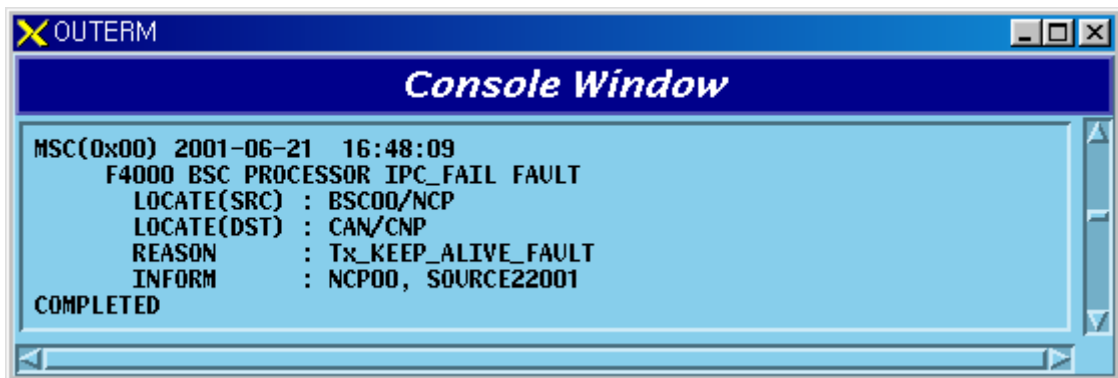 OUTERM
Console Window
MSC(0x00) 2001-06-21 16:48:09
F4000 BSC PROCESSOR IPC_FAIL FAULT
LOCATE(SRC) : BSC00/NCP
LOCATE(DST) : CAN/CNP
REASON : Tx_KEEP_ALIVE_FAULT
INFORM : NCP00, SOURCE22001
COMPLETED